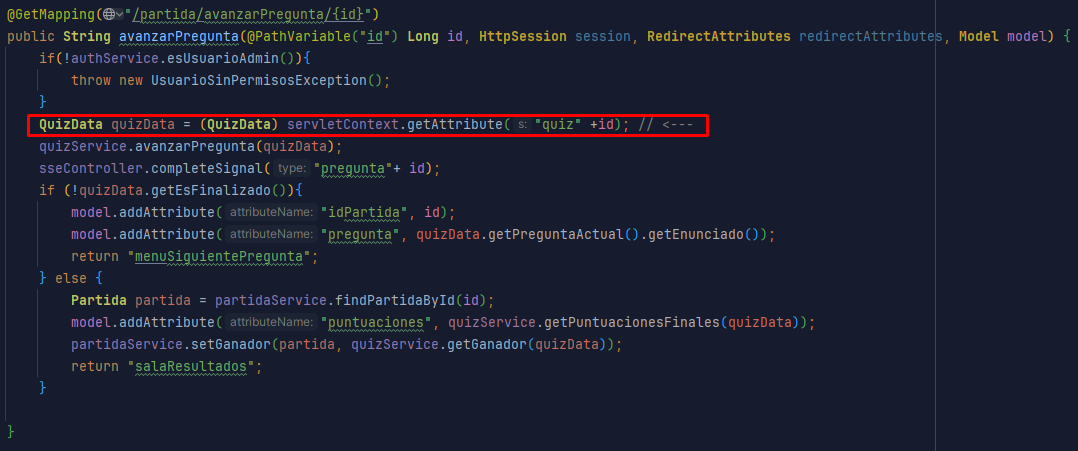 @GetMapping("/partida/avanzarPregunta/{id}")
public String avanzarPregunta(@PathVariable("id") Long id, HttpSession session, RedirectAttributes redirectAttributes, Model model) {
    if(!authService.esUsuarioAdmin()){
        throw new UsuarioSinPermisosException();
    }
    QuizData quizData = (QuizData) servletContext.getAttribute( s: "quiz" +id); // <---
    quizService.avanzarPregunta(quizData);
    sseController.completeSignal( type: "pregunta"+ id);
    if (!quizData.getEsFinalizado()){
        model.addAttribute( attributeName: "idPartida", id);
        model.addAttribute( attributeName: "pregunta", quizData.getPreguntaActual().getEnunciado());
        return "menuSiguientePregunta";
    } else {
        Partida partida = partidaService.findPartidaById(id);
        model.addAttribute( attributeName: "puntuaciones", quizService.getPuntuacionesFinales(quizData));
        partidaService.setGanador(partida, quizService.getGanador(quizData));
        return "salaResultados";
    }
}